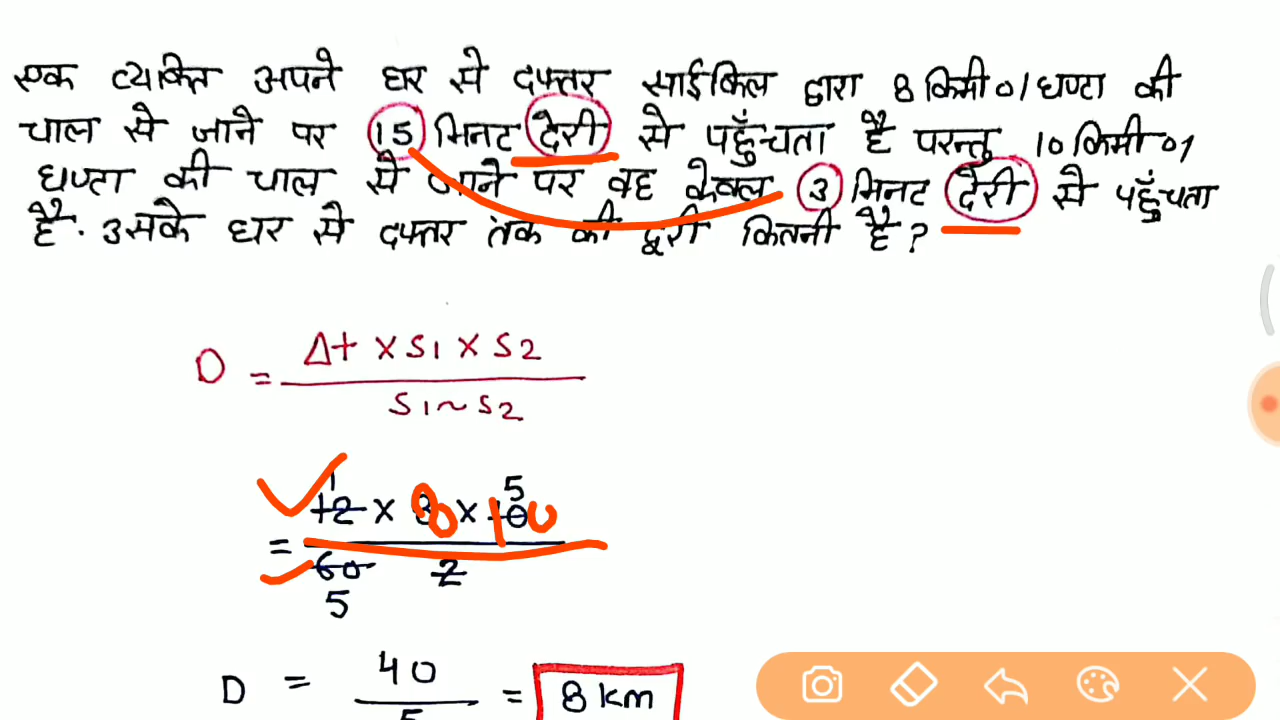 एक व्यक्ति अपने घर से दफ्तर साईकिल द्वारा 8 किमी०/घण्टा की
चाल से जाने पर 15 मिनट देरी से पहुँचता है परन्तु 10 किमी०/
घण्टा की चाल से जाने पर वह केवल 3 मिनट देरी से पहुँचता
है. उसके घर से दफ्तर तक की दूरी कितनी है?
D = Δt × S1 × S2
S1 ~ S2
1 5
= 12 × 8 × 10
60 2
5
D = 40
5 = 8 km